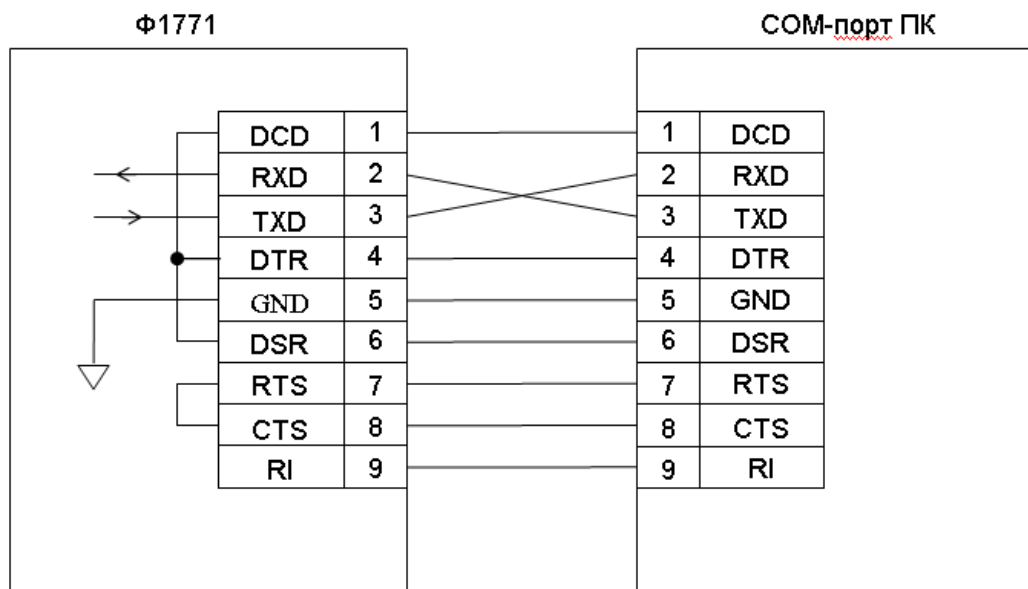 Ф1771 COM-порт ПК
DCD 1 1 DCD
RXD 2 2 RXD
TXD 3 3 TXD
DTR 4 4 DTR
GND 5 5 GND
DSR 6 6 DSR
RTS 7 7 RTS
CTS 8 8 CTS
RI 9 9 RI